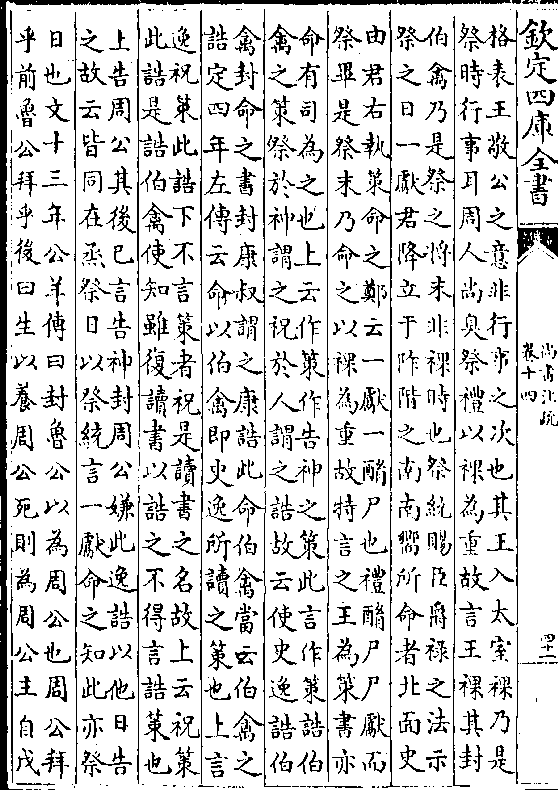 欽定四庫全書
尚書注疏
卷十四
四十一
格表王敬公之意非行事之次也其王入太室祼乃是
祭時行事耳周人尚臭祭禮以祼為重故言王祼其封
伯禽乃是祭之將末非祼時也祭統賜臣爵祿之法示
祭之日一獻君降立于阼階之南南嚮所命者北面史
由君右執策命之鄭云一獻一酳尸也禮酳尸尸獻而
祭畢是祭末乃命之以祼為重故特言之王為策書亦
命有司為之也上云作策作告神之策此言作策誥伯
禽之策祭於神謂之祝於人謂之誥故云使史逸誥伯
禽封命之書封康叔謂之康誥此命伯禽當云伯禽之
誥定四年左傳云命以伯禽即史逸所讀之策也上言
逸祝策此誥下不言策者祝是讀書之名故上云祝策
此誥是誥伯禽使知雖復讀書以誥之不得言誥策也
上告周公其後已言告神封周公嫌此逸誥以他日告
之故云皆同在烝祭日以祭統言一獻命之知此亦祭
日也文十三年公羊傳曰封魯公以為周公也周公拜
乎前魯公拜乎後曰生以養周公死則為周公主自戊